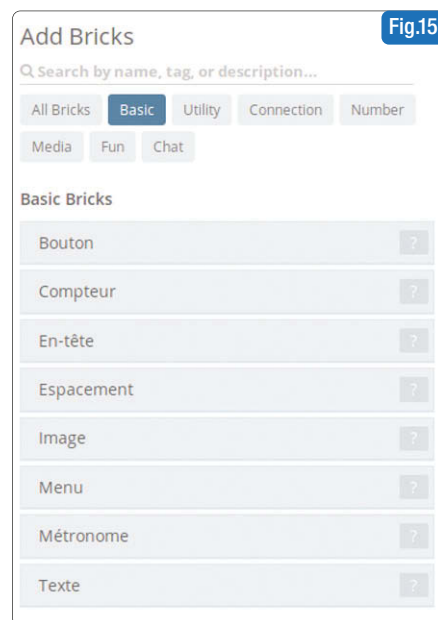 Fig.15
Add Bricks
Search by name, tag, or description...
All Bricks Basic Utility Connection Number
Media Fun Chat
Basic Bricks
Bouton ?
Compteur ?
En-tête ?
Espacement ?
Image ?
Menu ?
Métronome ?
Texte ?